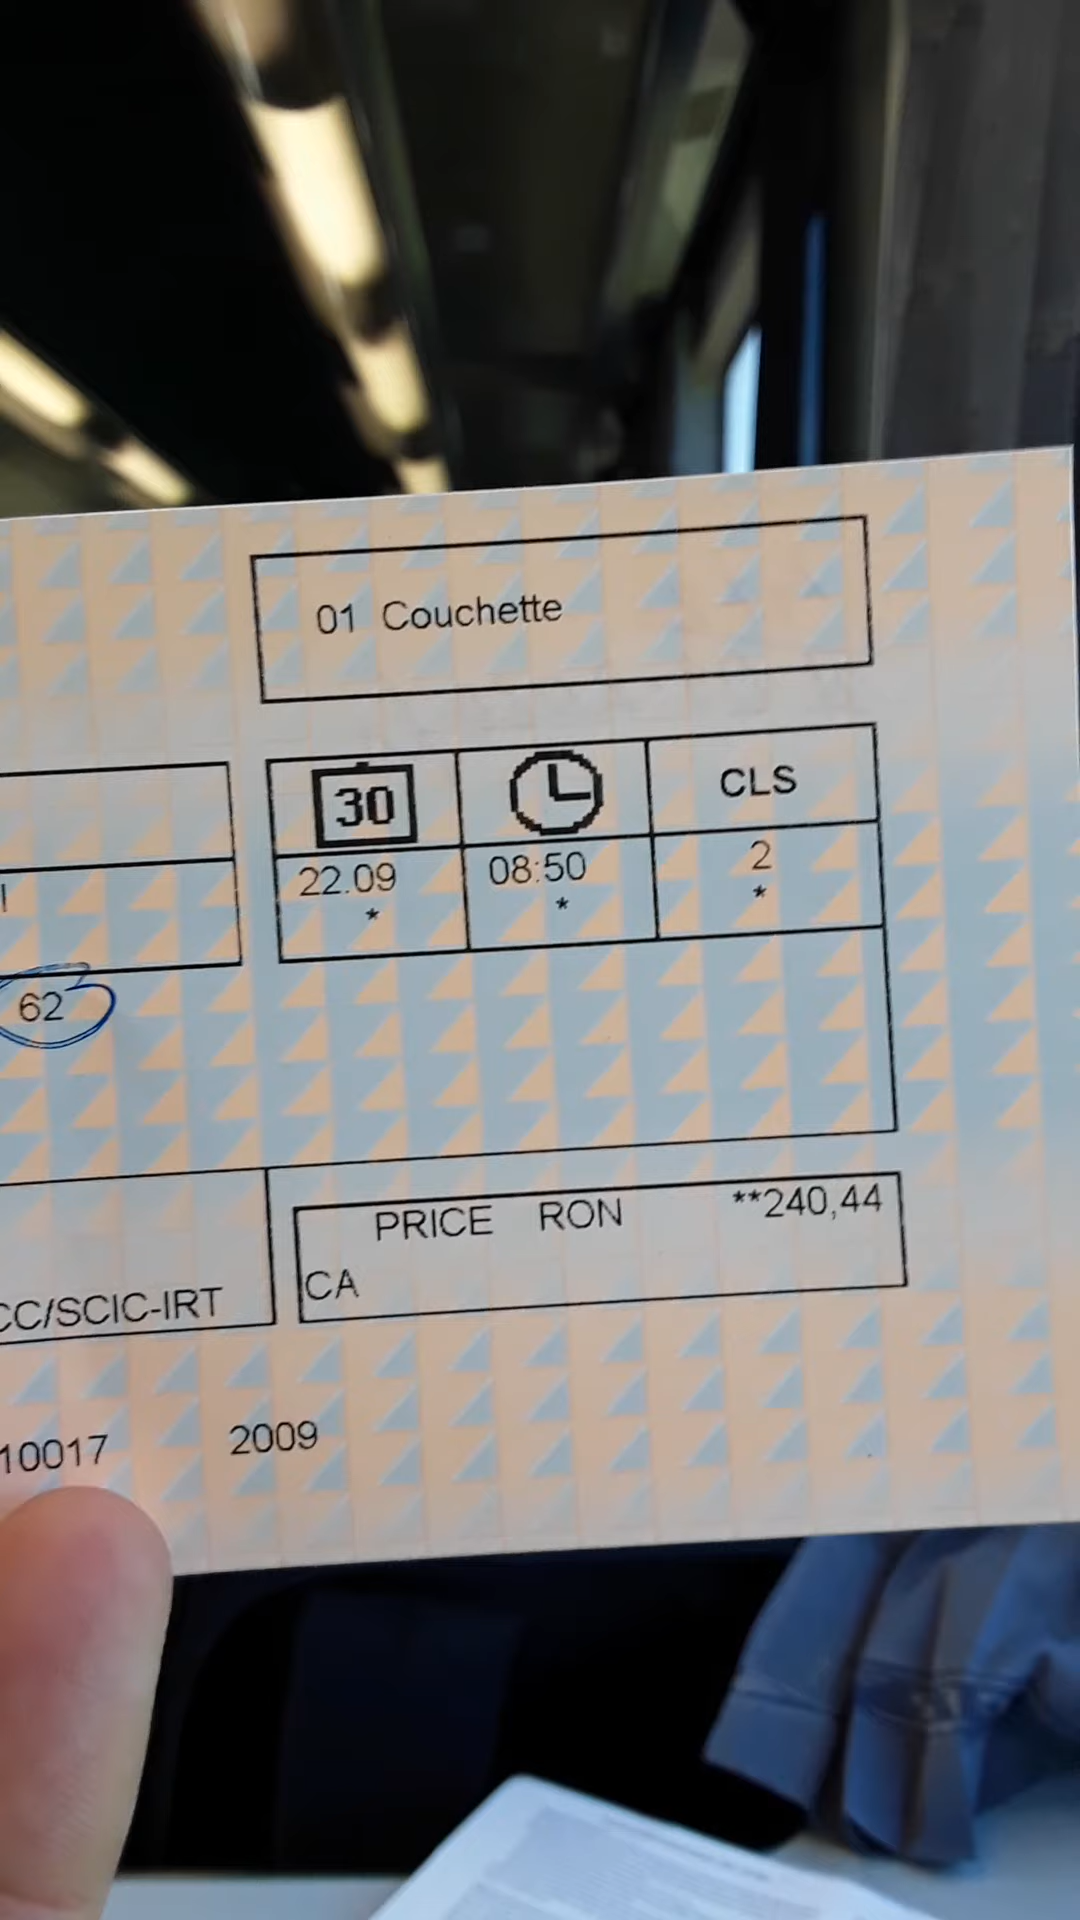 01 Couchette
30
CLS
22.09 08:50 2
* * *
62
PRICE RON **240,44
CA
CC/SCIC-IRT
10017 2009